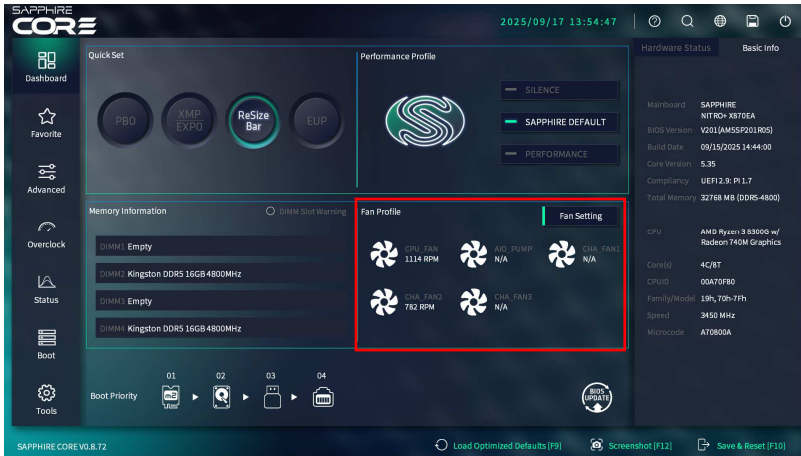 SAPPHIRE
CORE
2025/09/17 13:54:47
Dashboard
Favorite
Advanced
Overclock
Status
Boot
Tools
Quick Set
PBO
XMP
EXPO
ReSize
Bar
EUP
Performance Profile
SILENCE
SAPPHIRE DEFAULT
PERFORMANCE
Memory Information
DIMM Slot Warning
DIMM1 Empty
DIMM2 Kingston DDR5 16GB 4800MHz
DIMM3 Empty
DIMM4 Kingston DDR5 16GB 4800MHz
Fan Profile
Fan Setting
CPU_FAN
1114 RPM
AIO_PUMP
N/A
CHA_FAN1
N/A
CHA_FAN2
782 RPM
CHA_FAN3
N/A
Boot Priority
01
02
03
04
m2
BIOS
UPDATE
Hardware Status
Basic Info
Mainboard SAPPHIRE
NITRO+ X870EA
BIOS Version V201(AM5SP201R05)
Build Date 09/15/2025 14:44:00
Core Version 5.35
Compliancy UEFI 2.9: PI 1.7
Total Memory 32768 MB (DDR5-4800)
CPU AMD Ryzen 3 8300G w/
Radeon 740M Graphics
Core(s) 4C/8T
CPUID 00A70F80
Family/Model 19h, 70h-7Fh
Speed 3450 MHz
Microcode A70800A
SAPPHIRE CORE V0.8.72
Load Optimized Defaults [F9]
Screenshot [F12]
Save & Reset [F10]